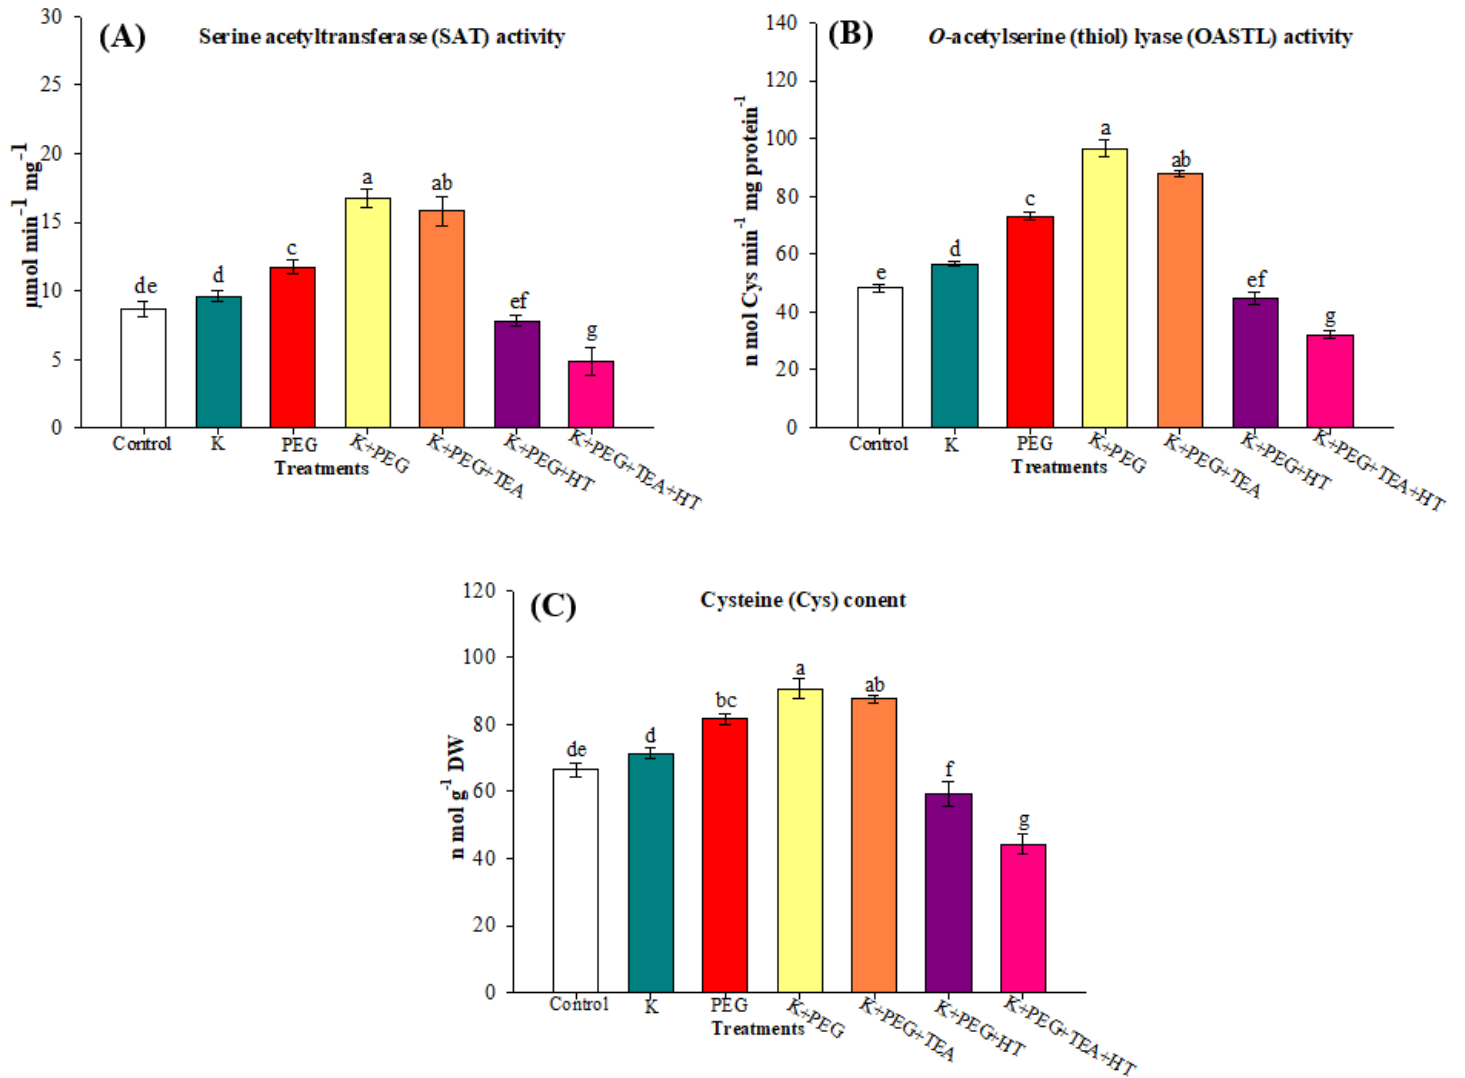 (A)
Serine acetyltransferase (SAT) activity
µmol min⁻¹ mg⁻¹
30
25
20
15
10
5
0
de
d
c
a
ab
ef
g
Control
K
PEG
K+PEG
K+PEG+TEA
K+PEG+HT
K+PEG+TEA+HT
Treatments
(B)
O-acetylserine (thiol) lyase (OASTL) activity
n mol Cys min⁻¹ mg protein⁻¹
140
120
100
80
60
40
20
0
e
d
c
a
ab
ef
g
Control
K
PEG
K+PEG
K+PEG+TEA
K+PEG+HT
K+PEG+TEA+HT
Treatments
(C)
Cysteine (Cys) conent
n mol g⁻¹ DW
120
100
80
60
40
20
0
de
d
bc
a
ab
f
g
Control
K
PEG
K+PEG
K+PEG+TEA
K+PEG+HT
K+PEG+TEA+HT
Treatments